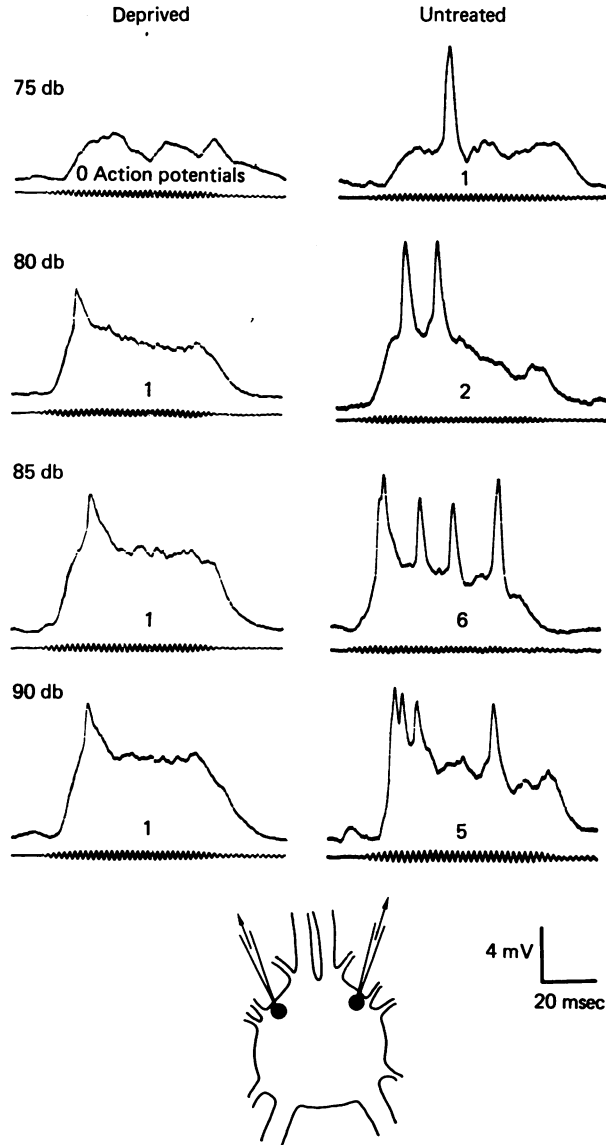 Deprived Untreated
75 db
0 Action potentials 1
80 db
1 2
85 db
1 6
90 db
1 5
4 mV
20 msec